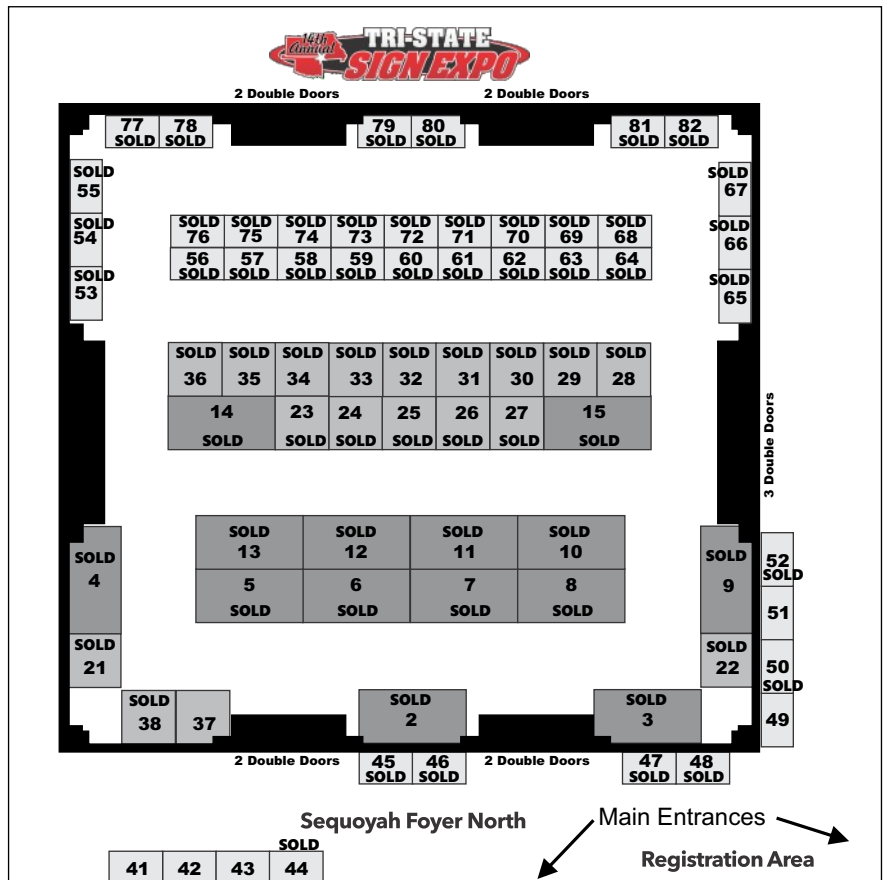 14th
Annual
TRI-STATE
SIGN EXPO
2 Double Doors 2 Double Doors
77 78 79 80 81 82
SOLD SOLD SOLD SOLD SOLD SOLD
SOLD
55
SOLD
54
SOLD
53
SOLD
67
SOLD
66
SOLD
65
SOLD SOLD SOLD SOLD SOLD SOLD SOLD SOLD SOLD
76 75 74 73 72 71 70 69 68
56 57 58 59 60 61 62 63 64
SOLD SOLD SOLD SOLD SOLD SOLD SOLD SOLD SOLD
SOLD SOLD SOLD SOLD SOLD SOLD SOLD SOLD SOLD
36 35 34 33 32 31 30 29 28
14 23 24 25 26 27 15
SOLD SOLD SOLD SOLD SOLD SOLD SOLD
3 Double Doors
SOLD SOLD SOLD SOLD
13 12 11 10
5 6 7 8
SOLD SOLD SOLD SOLD
SOLD
4
SOLD
21
SOLD
9
SOLD
22
52
SOLD
51
50
SOLD
49
SOLD
38 37
SOLD
2
SOLD
3
2 Double Doors 2 Double Doors
45 46 47 48
SOLD SOLD SOLD SOLD
Sequoyah Foyer North
Main Entrances
Registration Area
SOLD
41 42 43 44